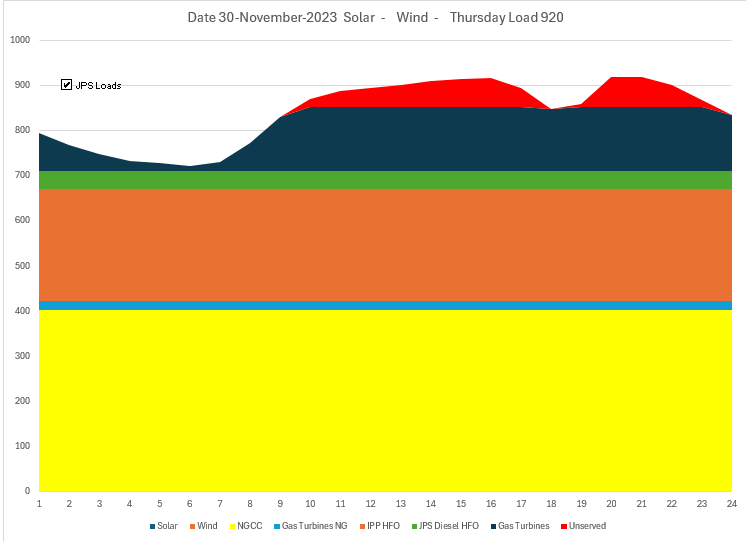 Date 30-November-2023 Solar - Wind - Thursday Load 920
1000
JPS Loads
900
800
700
600
500
400
300
200
100
0
1 2 3 4 5 6 7 8 9 10 11 12 13 14 15 16 17 18 19 20 21 22 23 24
Solar Wind NGCC Gas Turbines NG IPP HFO JPS Diesel HFO Gas Turbines Unserved